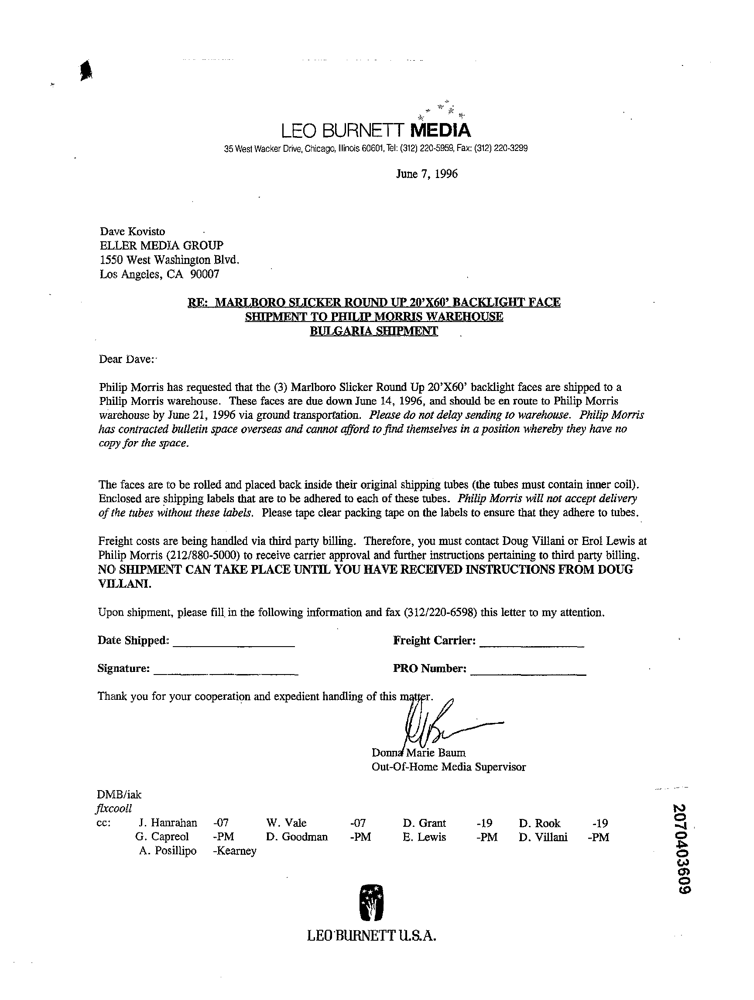 LEO BURNETT MEDIA
35 West Wacker Drive, Chicago, Illinois 60601, Tel: (312) 220-5959, Fax: (312) 220-3299
June 7, 1996
Dave Kovisto
ELLER MEDIA GROUP
1550 West Washington Blvd.
Los Angeles, CA 90007
RE: MARLBORO SLICKER ROUND UP 20'X60' BACKLIGHT FACE
SHIPMENT TO PHILIP MORRIS WAREHOUSE
BULGARIA SHIPMENT
Dear Dave:
Philip Morris has requested that the (3) Marlboro Slicker Round Up 20'X60' backlight faces are shipped to a
Philip Morris warehouse. These faces are due down June 14, 1996, and should be en route to Philip Morris
warehouse by June 21, 1996 via ground transportation. Please do not delay sending to warehouse. Philip Morris
has contracted bulletin space overseas and cannot afford to find themselves in a position whereby they have no
copy for the space.
The faces are to be rolled and placed back inside their original shipping tubes (the tubes must contain inner coil).
Enclosed are shipping labels that are to be adhered to each of these tubes. Philip Morris will not accept delivery
of the tubes without these labels. Please tape clear packing tape on the labels to ensure that they adhere to tubes.
Freight costs are being handled via third party billing. Therefore, you must contact Doug Villani or Erol Lewis at
Philip Morris (212/880-5000) to receive carrier approval and further instructions pertaining to third party billing.
NO SHIPMENT CAN TAKE PLACE UNTIL YOU HAVE RECEIVED INSTRUCTIONS FROM DOUG
VILLANI.
Upon shipment, please fill in the following information and fax (312/220-6598) this letter to my attention.
Date Shipped: Freight Carrier:
Signature: PRO Number:
Thank you for your cooperation and expedient handling of this matter.
Donna Marie Baum
Out-Of-Home Media Supervisor
DMB/iak
flxcooll
cc: J. Hanrahan -07 W. Vale -07 D. Grant -19 D. Rook -19
G. Capreol -PM D. Goodman -PM E. Lewis -PM D. Villani -PM
A. Posillipo -Kearney
2070403609
LEO BURNETT U.S.A.